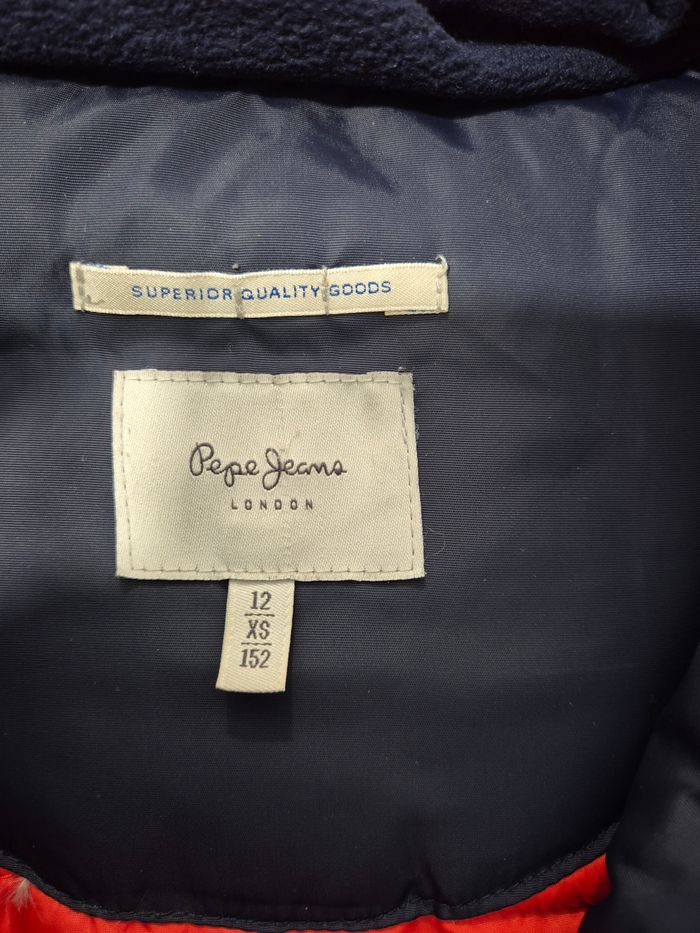 SUPERIOR QUALITY GOODS
Pepe Jeans
LONDON
12
XS
152